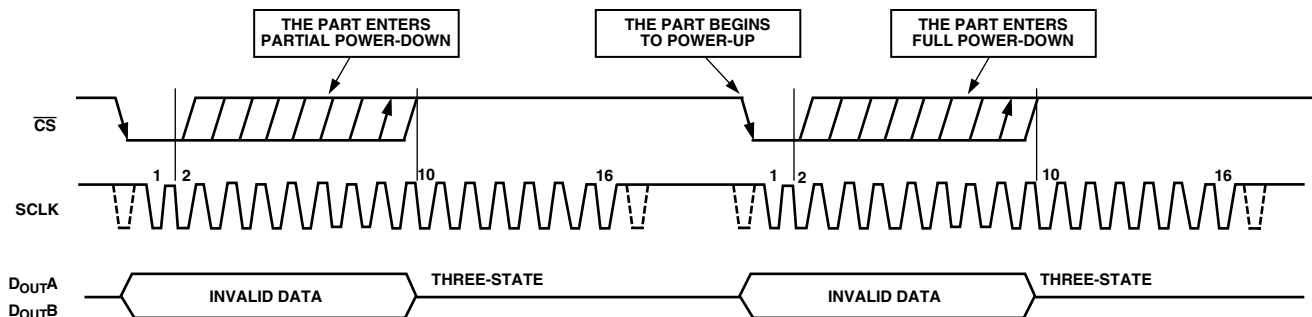 THE PART ENTERS
PARTIAL POWER-DOWN
THE PART BEGINS
TO POWER-UP
THE PART ENTERS
FULL POWER-DOWN
CS
1 2 10 16 1 2 10 16
SCLK
DOUTA
THREE-STATE THREE-STATE
INVALID DATA INVALID DATA
DOUTB